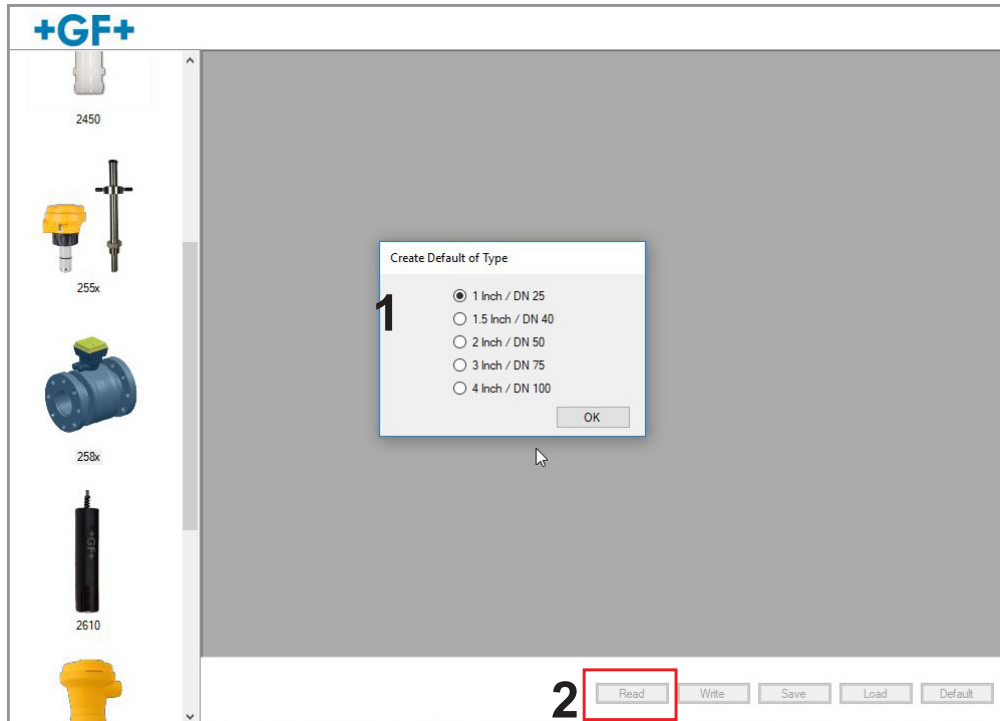 +GF+
2450
255x
258x
+GF+
2610
Create Default of Type
1
1 Inch / DN 25
1.5 Inch / DN 40
2 Inch / DN 50
3 Inch / DN 75
4 Inch / DN 100
OK
2
Read
Write
Save
Load
Default